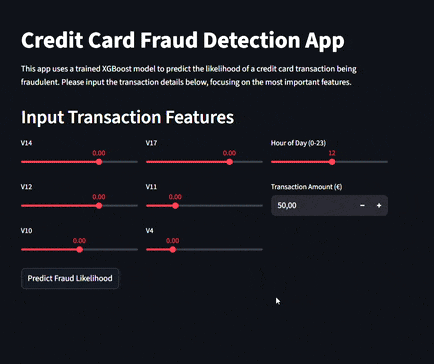 Credit Card Fraud Detection App
This app uses a trained XGBoost model to predict the likelihood of a credit card transaction being
fraudulent. Please input the transaction details below, focusing on the most important features.
Input Transaction Features
V14
V17
Hour of Day (0-23)
0.00
0.00
12
V12
V11
Transaction Amount (€)
0.00
0.00
50,00
V10
V4
0.00
0.00
Predict Fraud Likelihood